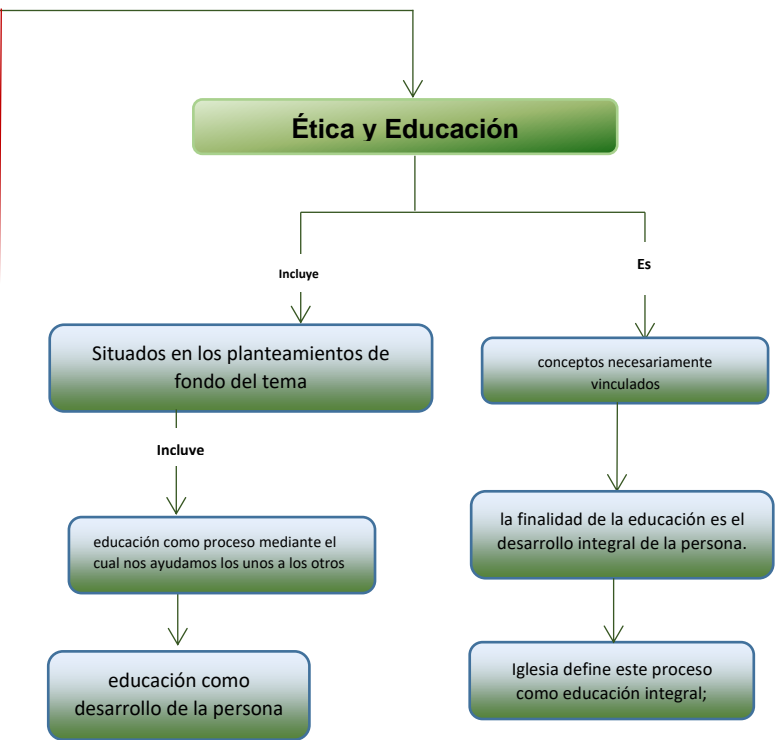 Ética y Educación
Incluye
Es
Situados en los planteamientos de
fondo del tema
conceptos necesariamente
vinculados
Incluye
educación como proceso mediante el
cual nos ayudamos los unos a los otros
la finalidad de la educación es el
desarrollo integral de la persona.
educación como
desarrollo de la persona
Iglesia define este proceso
como educación integral;